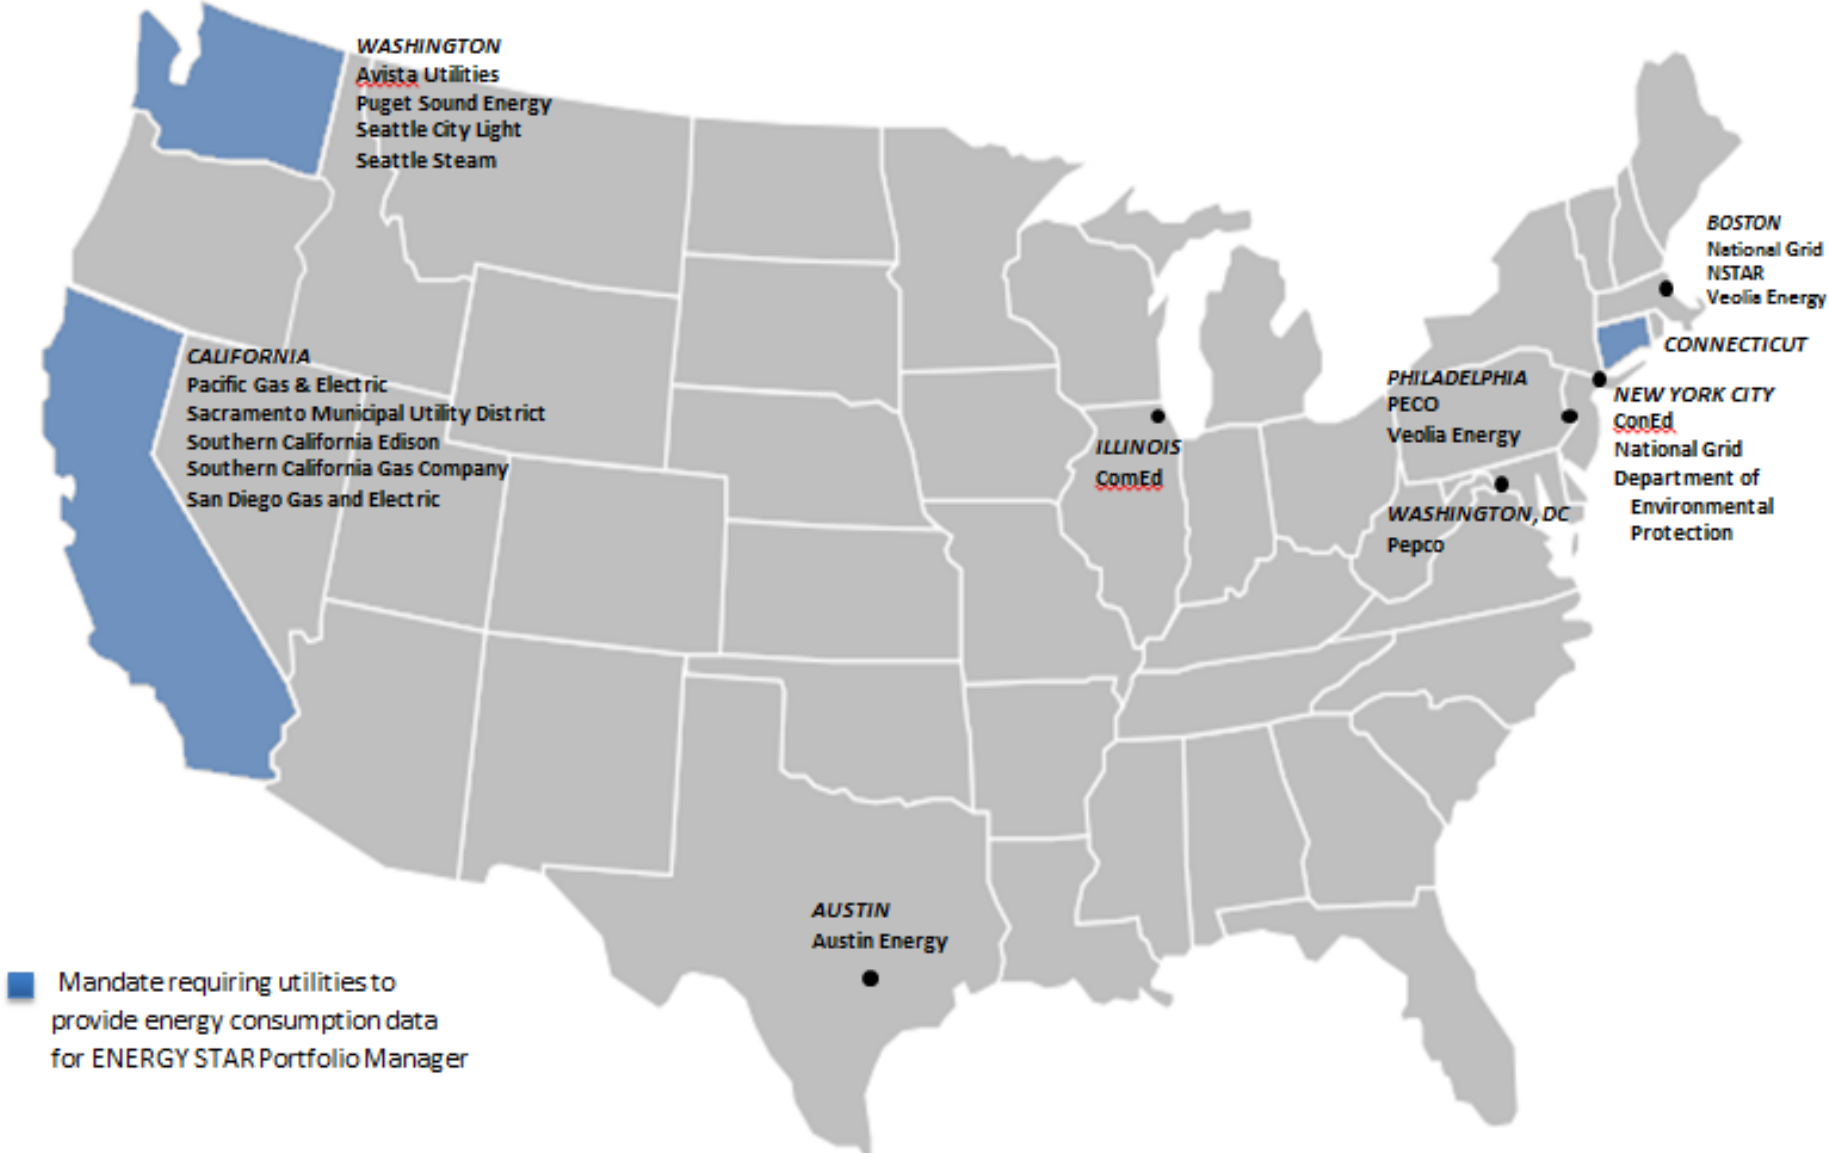 WASHINGTON
Avista Utilities
Puget Sound Energy
Seattle City Light
Seattle Steam
CALIFORNIA
Pacific Gas & Electric
Sacramento Municipal Utility District
Southern California Edison
Southern California Gas Company
San Diego Gas and Electric
BOSTON
National Grid
NSTAR
Veolia Energy
CONNECTICUT
PHILADELPHIA
PECO
Veolia Energy
NEW YORK CITY
ConEd
National Grid
Department of
Environmental
Protection
ILLINOIS
ComEd
WASHINGTON, DC
Pepco
AUSTIN
Austin Energy
Mandate requiring utilities to
provide energy consumption data
for ENERGY STAR Portfolio Manager